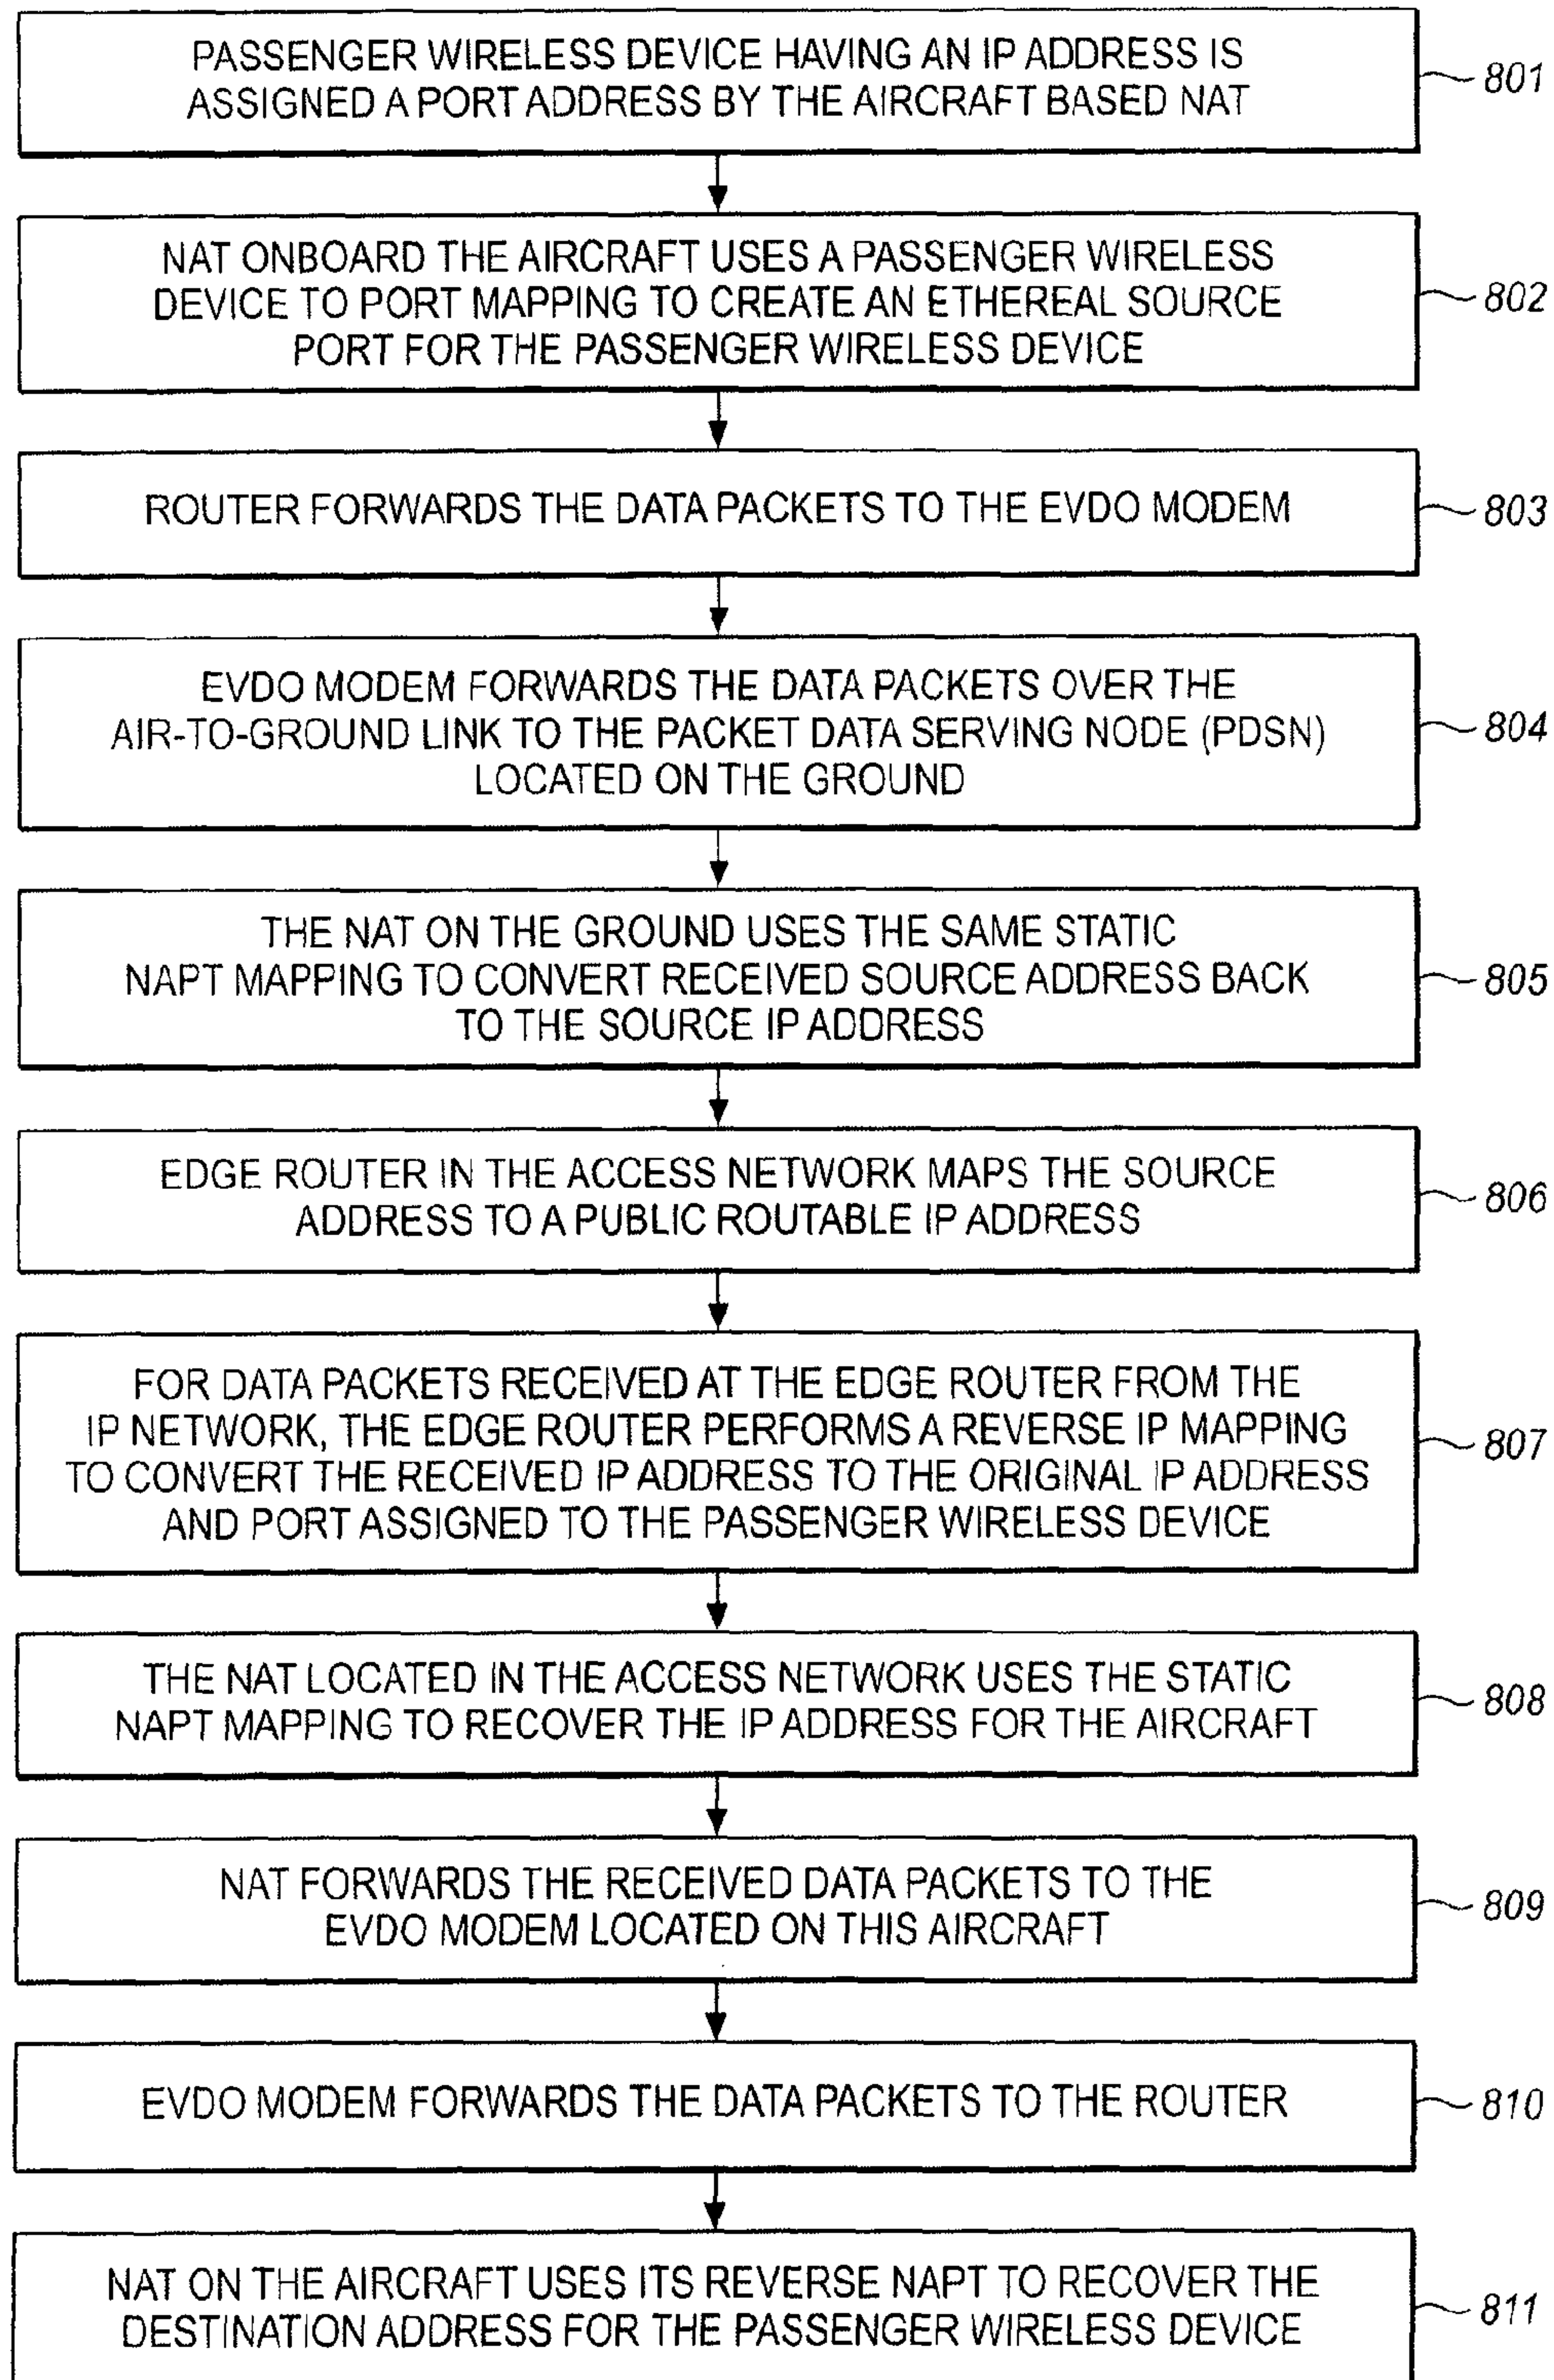 PASSENGER WIRELESS DEVICE HAVING AN IP ADDRESS IS
ASSIGNED A PORT ADDRESS BY THE AIRCRAFT BASED NAT
801
NAT ONBOARD THE AIRCRAFT USES A PASSENGER WIRELESS
DEVICE TO PORT MAPPING TO CREATE AN ETHEREAL SOURCE
PORT FOR THE PASSENGER WIRELESS DEVICE
802
ROUTER FORWARDS THE DATA PACKETS TO THE EVDO MODEM
803
EVDO MODEM FORWARDS THE DATA PACKETS OVER THE
AIR-TO-GROUND LINK TO THE PACKET DATA SERVING NODE (PDSN)
LOCATED ON THE GROUND
804
THE NAT ON THE GROUND USES THE SAME STATIC
NAPT MAPPING TO CONVERT RECEIVED SOURCE ADDRESS BACK
TO THE SOURCE IP ADDRESS
805
EDGE ROUTER IN THE ACCESS NETWORK MAPS THE SOURCE
ADDRESS TO A PUBLIC ROUTABLE IP ADDRESS
806
FOR DATA PACKETS RECEIVED AT THE EDGE ROUTER FROM THE
IP NETWORK, THE EDGE ROUTER PERFORMS A REVERSE IP MAPPING
TO CONVERT THE RECEIVED IP ADDRESS TO THE ORIGINAL IP ADDRESS
AND PORT ASSIGNED TO THE PASSENGER WIRELESS DEVICE
807
THE NAT LOCATED IN THE ACCESS NETWORK USES THE STATIC
NAPT MAPPING TO RECOVER THE IP ADDRESS FOR THE AIRCRAFT
808
NAT FORWARDS THE RECEIVED DATA PACKETS TO THE
EVDO MODEM LOCATED ON THIS AIRCRAFT
809
EVDO MODEM FORWARDS THE DATA PACKETS TO THE ROUTER
810
NAT ON THE AIRCRAFT USES ITS REVERSE NAPT TO RECOVER THE
DESTINATION ADDRESS FOR THE PASSENGER WIRELESS DEVICE
811